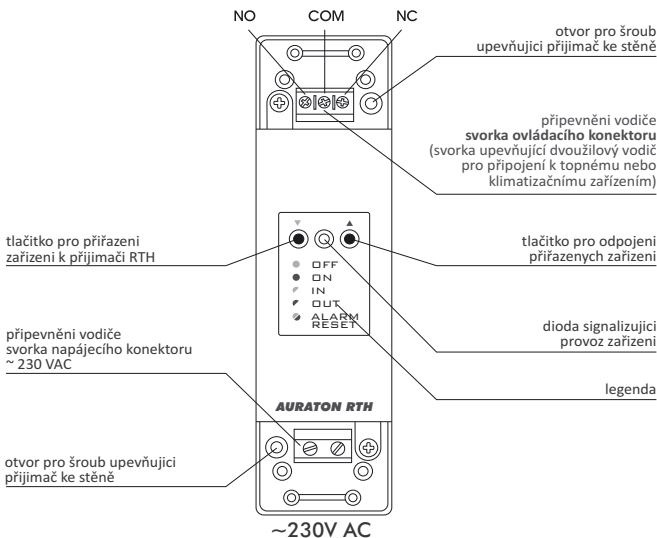 NO COM NC
otvor pro šroub
upevňujici přijimač ke stěně
připevněni vodiče
svorka ovládacího konektoru
(svorka upevňující dvoužilový vodič
pro připojení k topnému nebo
klimatizačnímu zařízením)
tlačitko pro přiřazeni
zařizeni k přijimači RTH
tlačitko pro odpojeni
přiřazenych zařizeni
OFF
ON
IN
OUT
ALARM
RESET
připevněni vodiče
svorka napájecího konektoru
~ 230 VAC
dioda signalizujici
provoz zařizeni
legenda
AURATON RTH
otvor pro šroub upevňujici
přijimač ke stěně
~230V AC